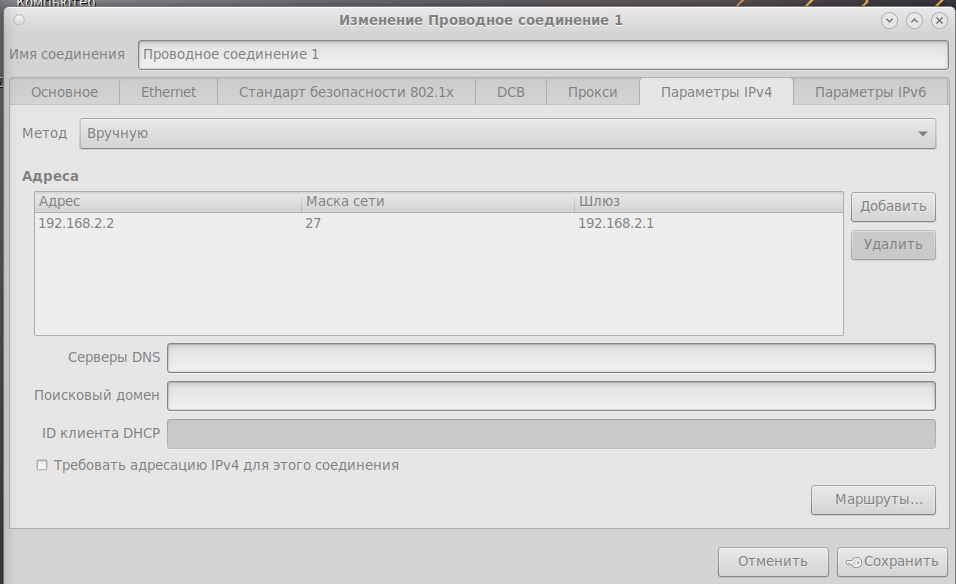 Компьютер
Изменение Проводное соединение 1
Имя соединения Проводное соединение 1
Основное Ethernet Стандарт безопасности 802.1x DCB Прокси Параметры IPv4 Параметры IPv6
Метод Вручную
Адреса
Адрес Маска сети Шлюз
192.168.2.2 27 192.168.2.1
Добавить
Удалить
Серверы DNS
Поисковый домен
ID клиента DHCP
Требовать адресацию IPv4 для этого соединения
Маршруты...
Отменить Сохранить